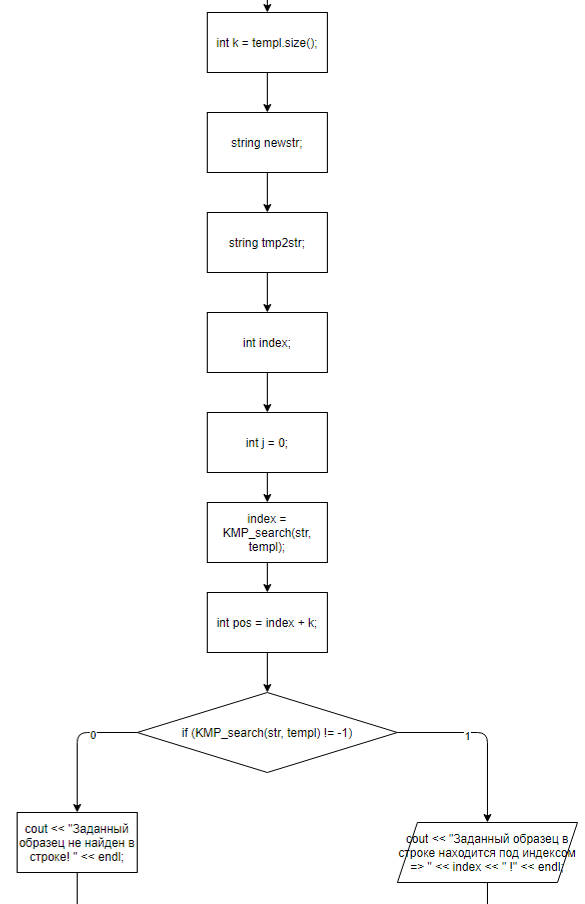 int k = templ.size();
string newstr;
string tmp2str;
int index;
int j = 0;
index =
KMP_search(str,
templ);
int pos = index + k;
if (KMP_search(str, templ) != -1)
0
1
cout << "Заданный
образец не найден в
строке! " << endl;
cout << "Заданный образец в
строке находится под индексом
=> " << index << " !" << endl;